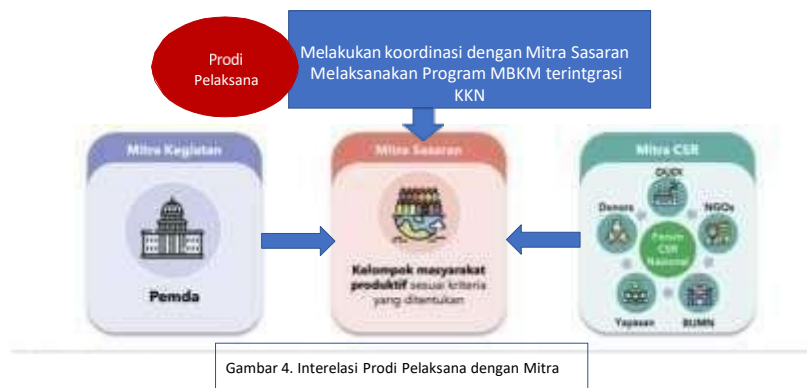 Prodi
Pelaksana
Melakukan koordinasi dengan Mitra Sasaran
Melaksanakan Program MBKM terintgrasi
KKN
Mitra Kegiatan
Pemda
Mitra Sasaran
Kelompok masyarakat
produktif sesuai kriteria
yang ditentukan
Mitra CSR
DUDI
Donors
NGOs
Forum
CSR
Nasional
Yayasan
BUMN
Gambar 4. Interelasi Prodi Pelaksana dengan Mitra